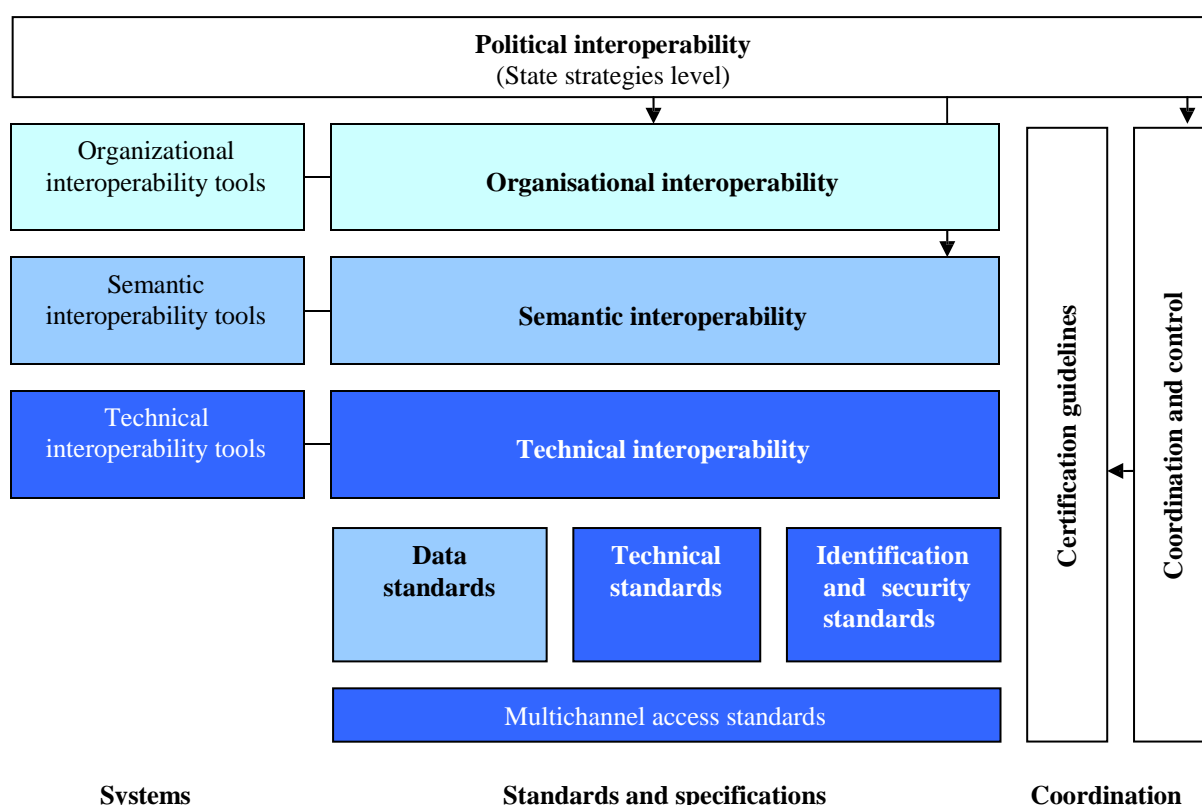 Political interoperability
(State strategies level)
Organizational
interoperability tools
Organisational interoperability
Semantic
interoperability tools
Semantic interoperability
Technical
interoperability tools
Technical interoperability
Data
standards
Technical
standards
Identification
and security
standards
Multichannel access standards
Certification guidelines
Coordination and control
Systems
Standards and specifications
Coordination